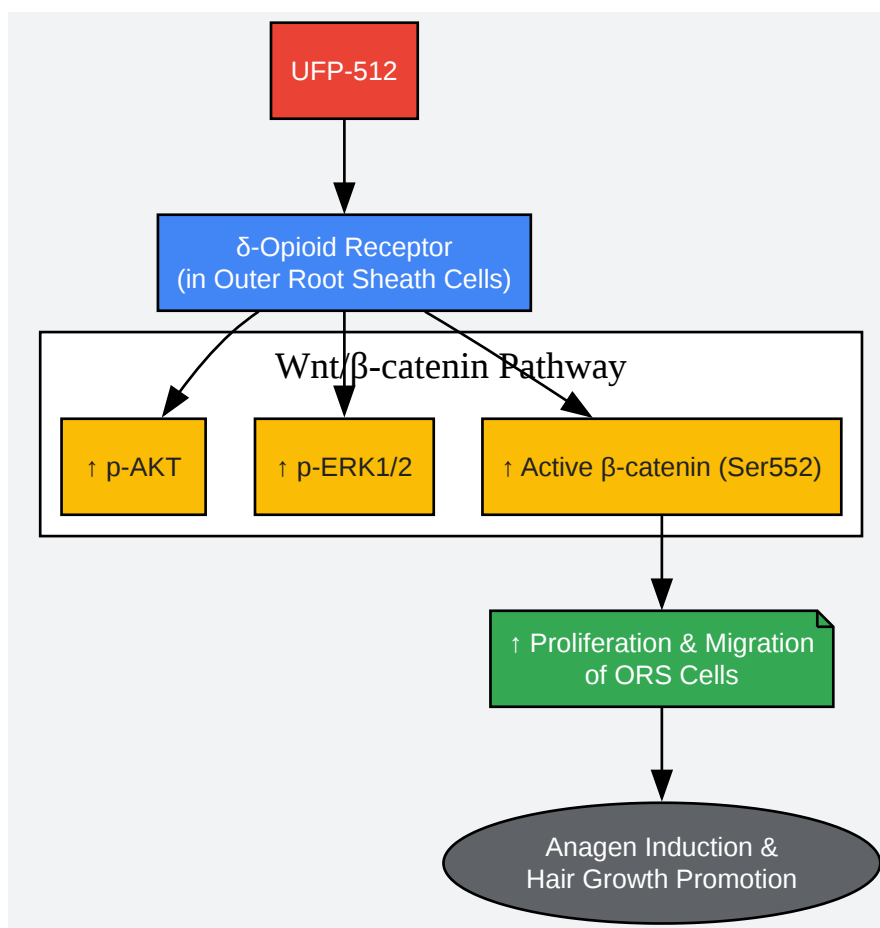 UFP-512
δ-Opioid Receptor
(in Outer Root Sheath Cells)
Wnt/β-catenin Pathway
↑ p-AKT
↑ p-ERK1/2
↑ Active β-catenin (Ser552)
↑ Proliferation & Migration
of ORS Cells
Anagen Induction &
Hair Growth Promotion